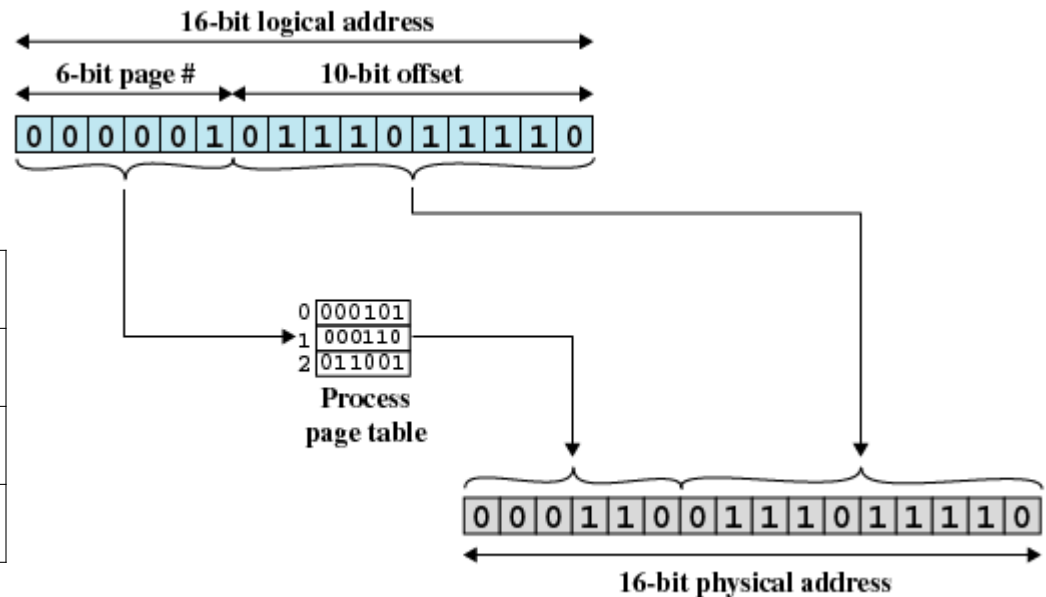 16-bit logical address
6-bit page # 10-bit offset
0 0 0 0 0 1 0 1 1 1 0 1 1 1 1 0
0 000101
1 000110
2 011001
Process
page table
0 0 0 1 1 0 0 1 1 1 0 1 1 1 1 0
16-bit physical address